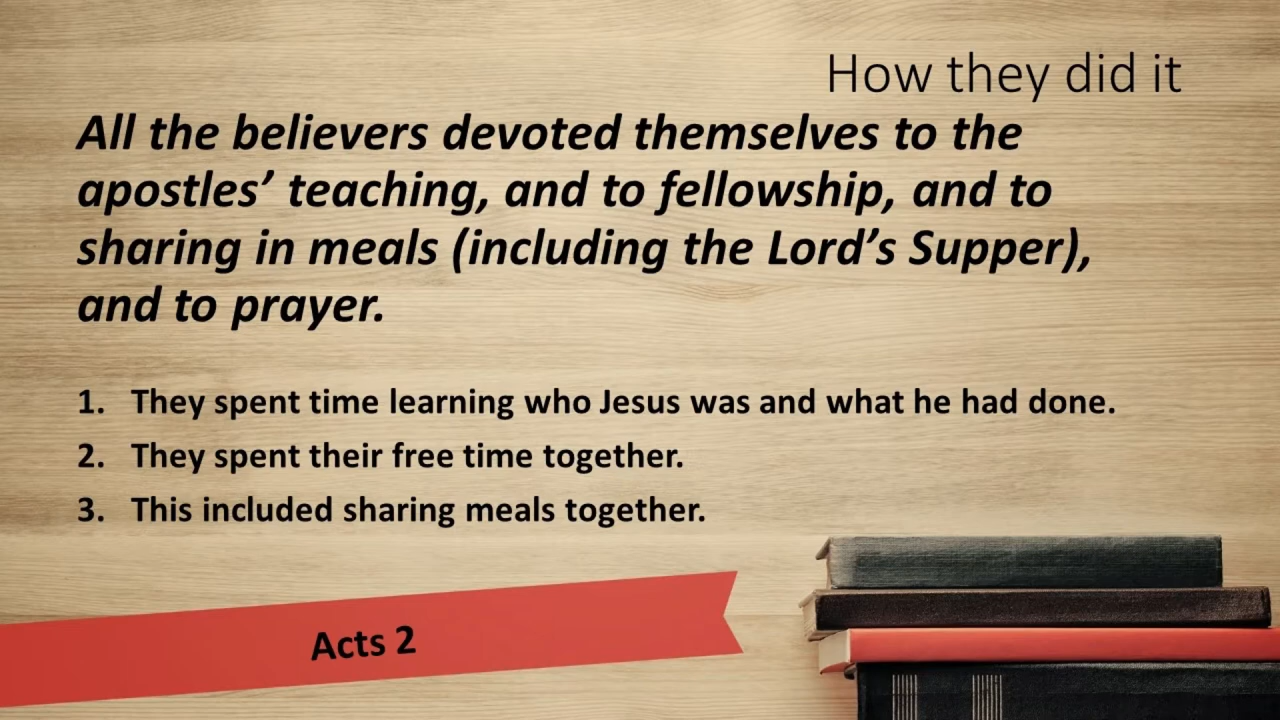 How they did it
All the believers devoted themselves to the
apostles’ teaching, and to fellowship, and to
sharing in meals (including the Lord’s Supper),
and to prayer.
1. They spent time learning who Jesus was and what he had done.
2. They spent their free time together.
3. This included sharing meals together.
Acts 2